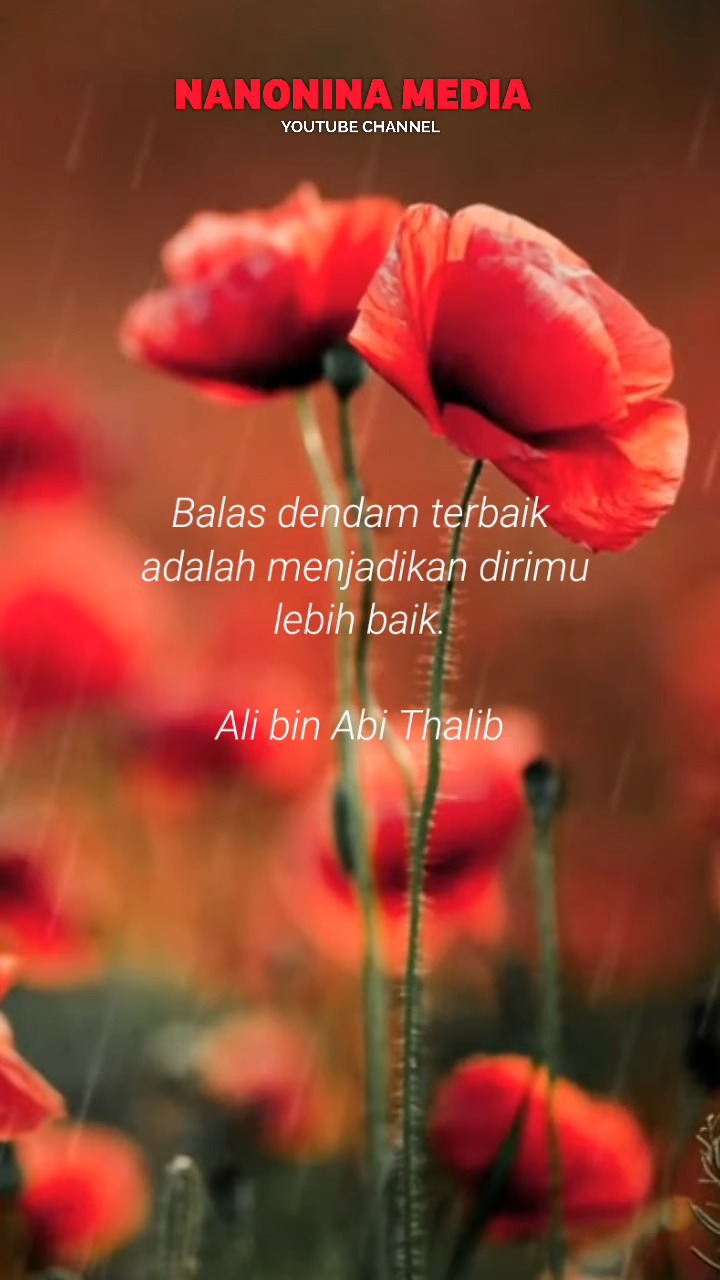 NANONINA MEDIA
YOUTUBE CHANNEL
Balas dendam terbaik
adalah menjadikan dirimu
lebih baik.
Ali bin Abi Thalib